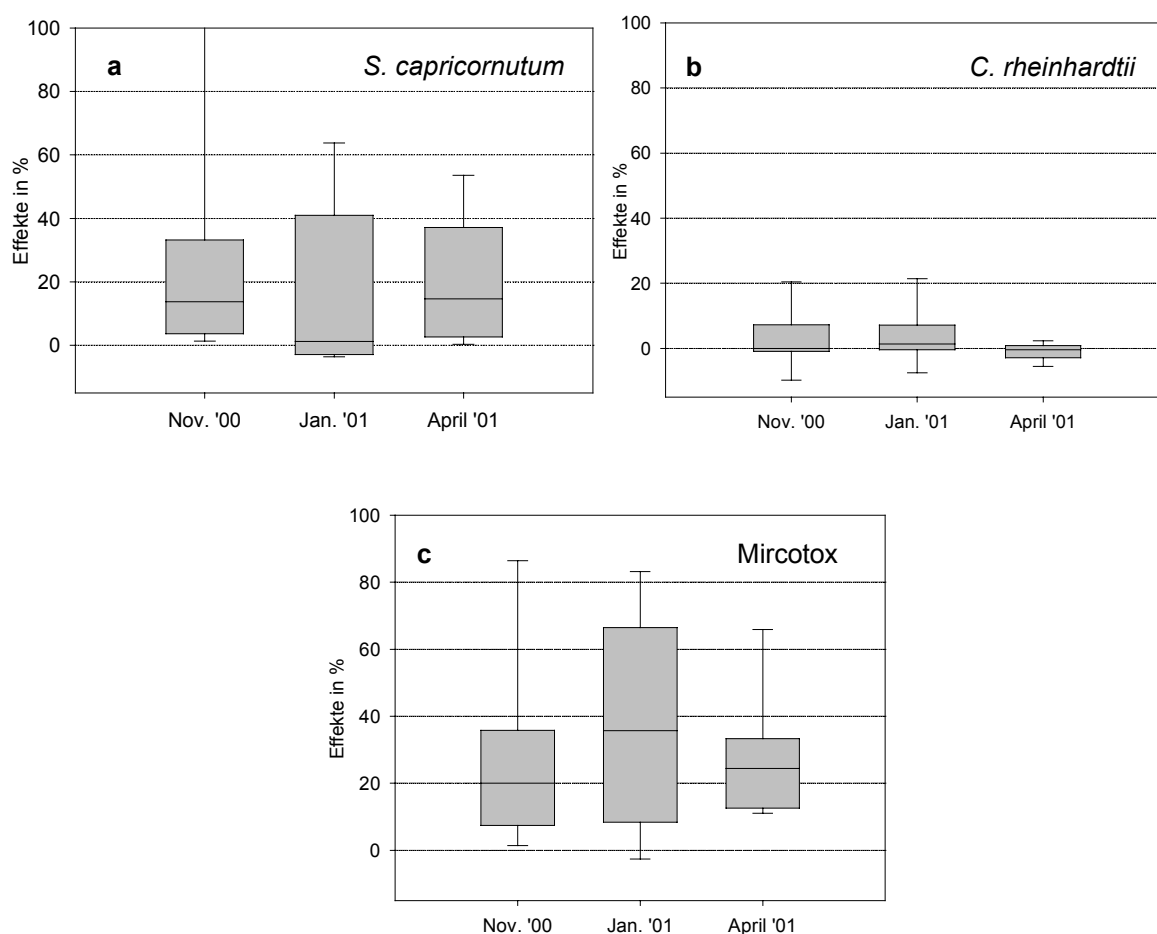 100
80
60
40
20
0
Effekte in %
a
S. capricornutum
Nov. '00 Jan. '01 April '01
100
80
60
40
20
0
Effekte in %
b
C. rheinhardtii
Nov. '00 Jan. '01 April '01
100
80
60
40
20
0
Effekte in %
c
Mircotox
Nov. '00 Jan. '01 April '01